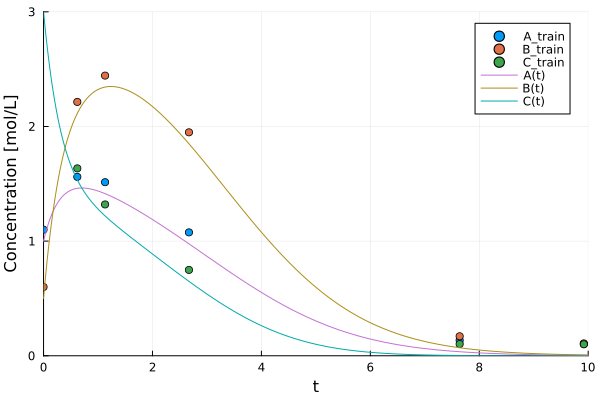 3
2
1
0
0
2
4
6
8
10
Concentration [mol/L]
t
A_train
B_train
C_train
A(t)
B(t)
C(t)